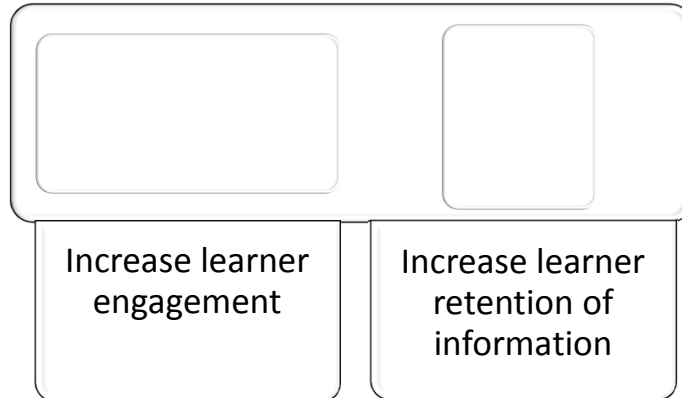 Increase learner
engagement
Increase learner
retention of
information